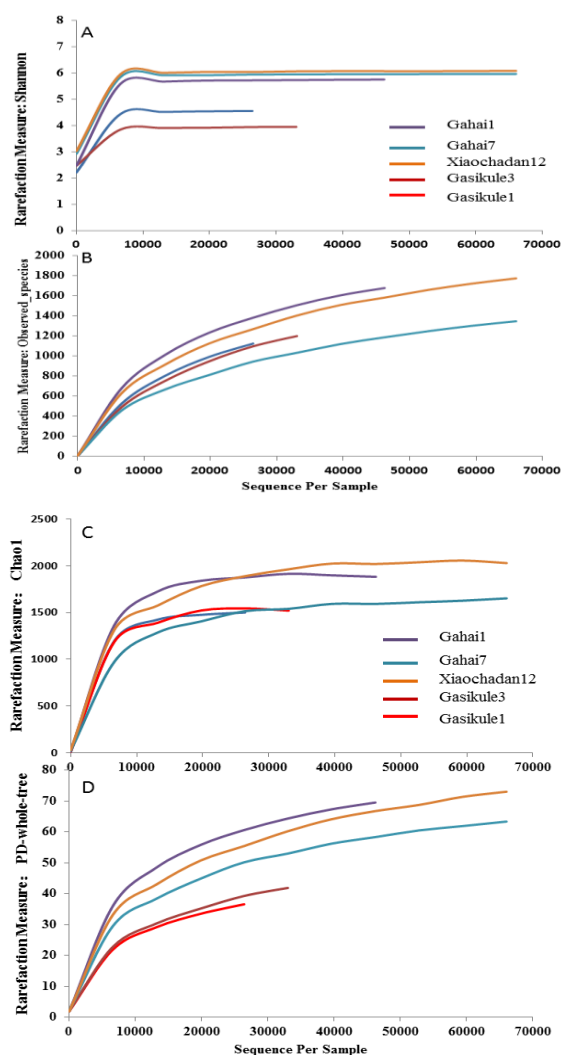 A
Rarefaction Measure: Shannon
8
7
6
5
4
3
2
1
0
Gahai1
Gahai7
Xiaochadan12
Gasikule3
Gasikule1
0 10000 20000 30000 40000 50000 60000 70000
B
Rarefaction Measure: Observed_speccies
2000
1800
1600
1400
1200
1000
800
600
400
200
0
0 10000 20000 30000 40000 50000 60000 70000
Sequence Per Sample
C
Rarefaction Measure: Chao1
2500
2000
1500
1000
500
0
Gahai1
Gahai7
Xiaochadan12
Gasikule3
Gasikule1
0 10000 20000 30000 40000 50000 60000 70000
D
Rarefaction Measure: PD-whole-tree
80
70
60
50
40
30
20
10
0
0 10000 20000 30000 40000 50000 60000 70000
Sequence Per Sample